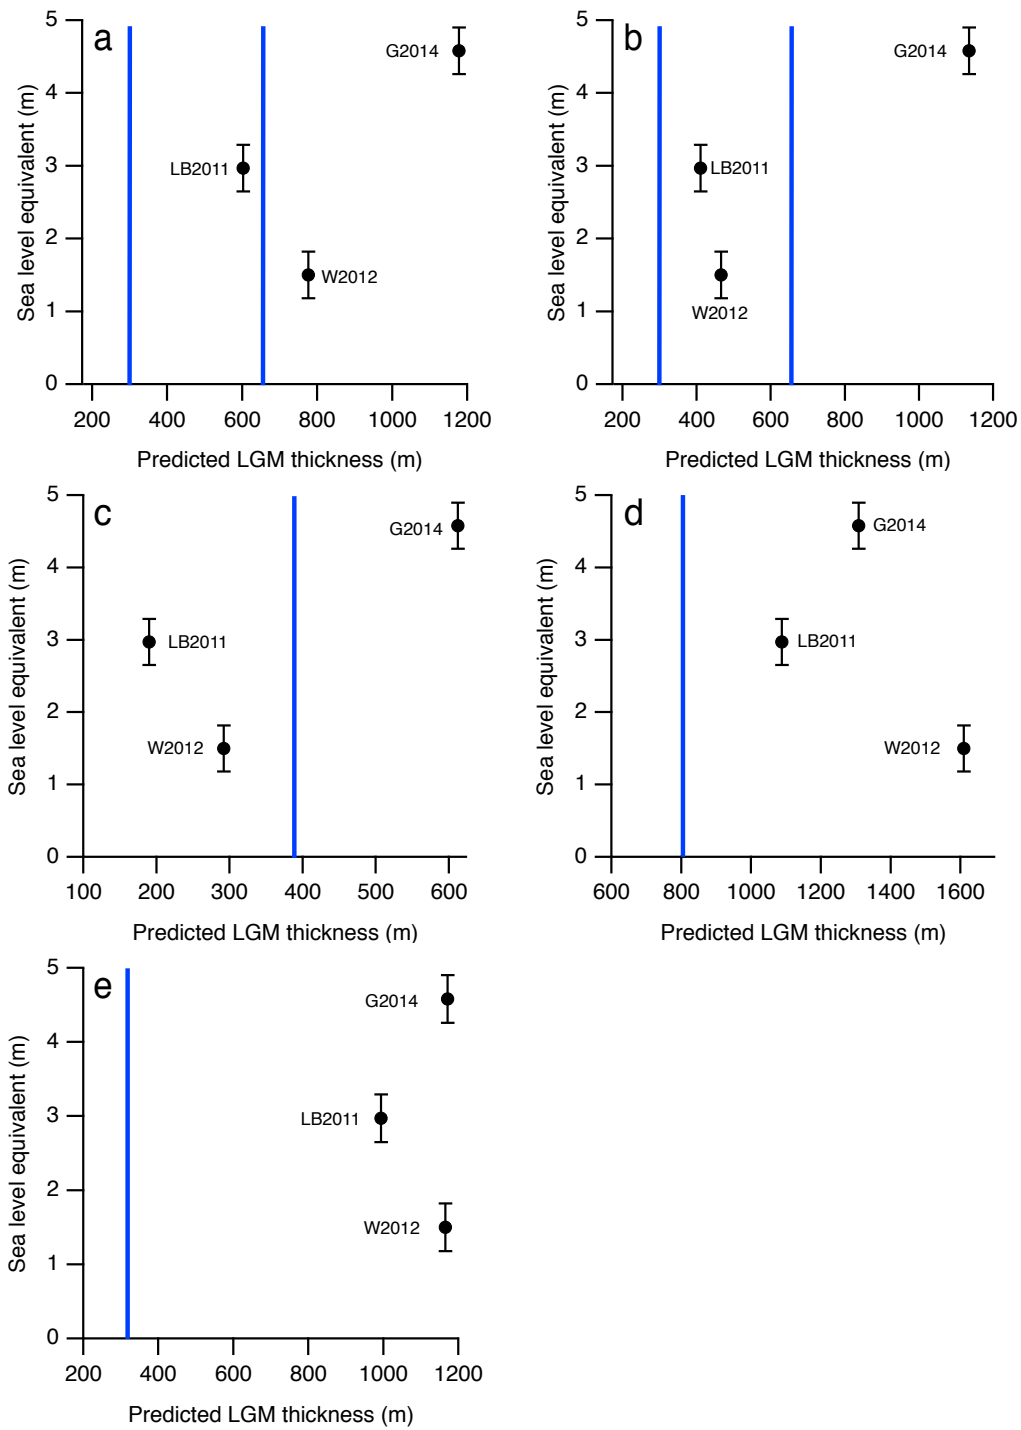 a
Sea level equivalent (m)
5
4
3
2
1
0
G2014
LB2011
W2012
200 400 600 800 1000 1200
Predicted LGM thickness (m)
b
Sea level equivalent (m)
5
4
3
2
1
0
G2014
LB2011
W2012
200 400 600 800 1000 1200
Predicted LGM thickness (m)
c
Sea level equivalent (m)
5
4
3
2
1
0
G2014
LB2011
W2012
100 200 300 400 500 600
Predicted LGM thickness (m)
d
Sea level equivalent (m)
5
4
3
2
1
0
G2014
LB2011
W2012
600 800 1000 1200 1400 1600
Predicted LGM thickness (m)
e
Sea level equivalent (m)
5
4
3
2
1
0
G2014
LB2011
W2012
200 400 600 800 1000 1200
Predicted LGM thickness (m)